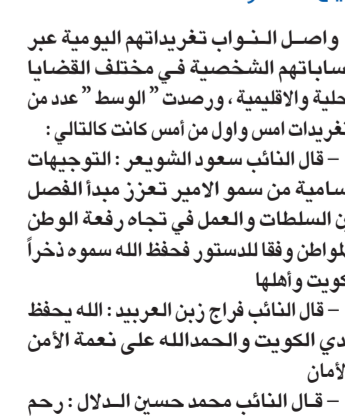 واصل النواب تغريداتهم اليومية عبر
الشخصية في مختلف القضايا
والاقليمية ، ورصدت " الوسط " عدد من
تغريدات امس واول من أمس كانت كالتالي :
– قال النائب سعود الشويعر : التوجيهات
من سمو الامير تعزز مبدأ الفصل
السلطات والعمل في تجاه رفعة الوطن
وفقا للدستور فحفظ الله سموه ذخراً
وأهلها
– قال النائب فراج زبن العربيد : الله يحفظ
الكويت والحمدالله على نعمة الأمن
– قال النائب محمد حسين الدلال : رحم